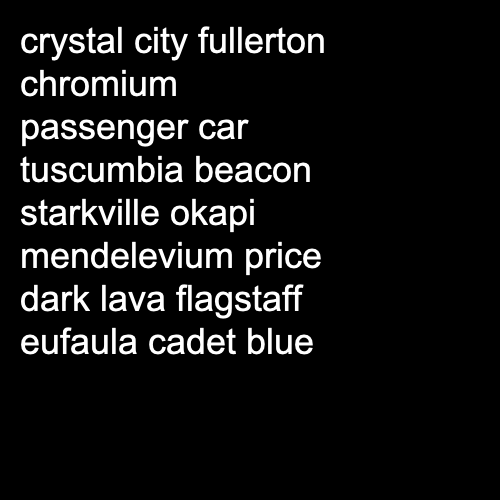 crystal city fullerton
chromium
passenger car
tuscumbia beacon
starkville okapi
mendelevium price
dark lava flagstaff
eufaula cadet blue